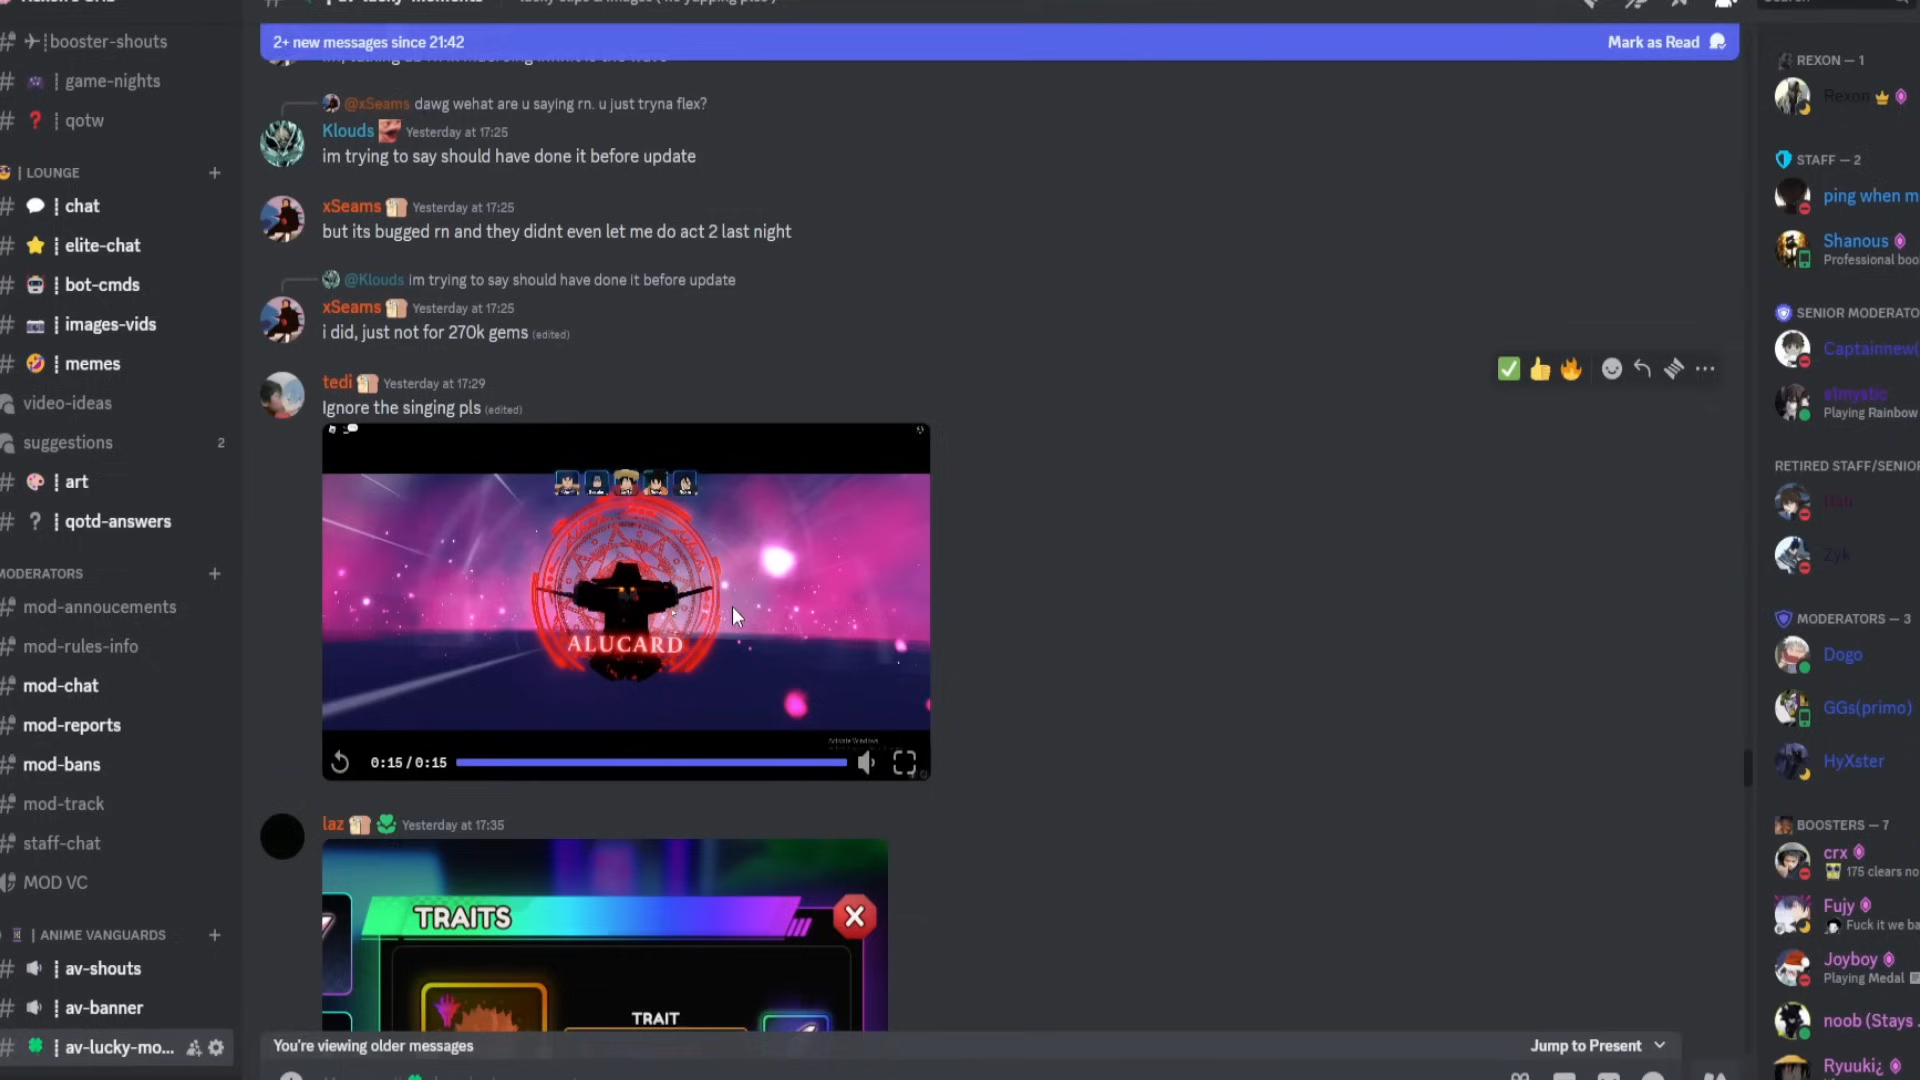 booster-shouts
game-nights
qotw
LOUNGE
chat
elite-chat
bot-cmds
images-vids
memes
video-ideas
suggestions 2
art
qotd-answers
MODERATORS
mod-annoucements
mod-rules-info
mod-chat
mod-reports
mod-bans
mod-track
staff-chat
MOD VC
ANIME VANGUARDS
av-shouts
av-banner
av-lucky-mo...
2+ new messages since 21:42
Mark as Read
@xSeams dawg wehat are u saying rn. u just tryna flex?
Klouds Yesterday at 17:25
im trying to say should have done it before update
xSeams Yesterday at 17:25
but its bugged rn and they didnt even let me do act 2 last night
@Klouds im trying to say should have done it before update
xSeams Yesterday at 17:25
i did, just not for 270k gems (edited)
tedi Yesterday at 17:29
Ignore the singing pls (edited)
ALUCARD
Activate Windows
0:15 / 0:15
laz Yesterday at 17:35
TRAITS
TRAIT
You're viewing older messages
Jump to Present
REXON — 1
Rexon
STAFF — 2
ping when m
Shanous
Professional boo
SENIOR MODERATO
Captainnew(
elmystic
Playing Rainbow
RETIRED STAFF/SENIOR
Zyk
MODERATORS — 3
Dogo
GGs(primo)
HyXster
BOOSTERS — 7
crx
175 clears no
Fujy
Fuck it we ba
Joyboy
Playing Medal
noob (Stays
Ryuuki¿